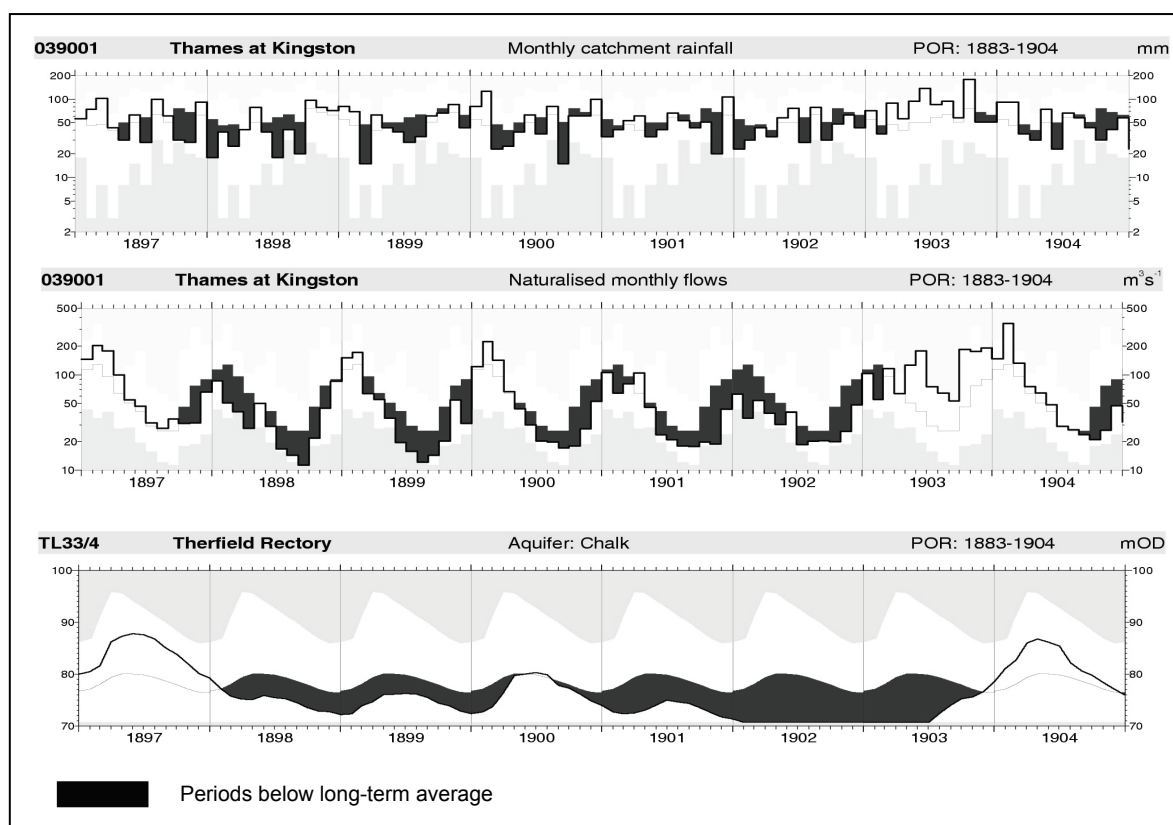 039001 Thames at Kingston Monthly catchment rainfall POR: 1883-1904 mm
200 200
100 100
50 50
20 20
10 10
5 5
2 2
1897 1898 1899 1900 1901 1902 1903 1904
039001 Thames at Kingston Naturalised monthly flows POR: 1883-1904 m³s⁻¹
500 500
200 200
100 100
50 50
20 20
10 10
1897 1898 1899 1900 1901 1902 1903 1904
TL33/4 Therfield Rectory Aquifer: Chalk POR: 1883-1904 mOD
100 100
90 90
80 80
70 70
1897 1898 1899 1900 1901 1902 1903 1904
Periods below long-term average